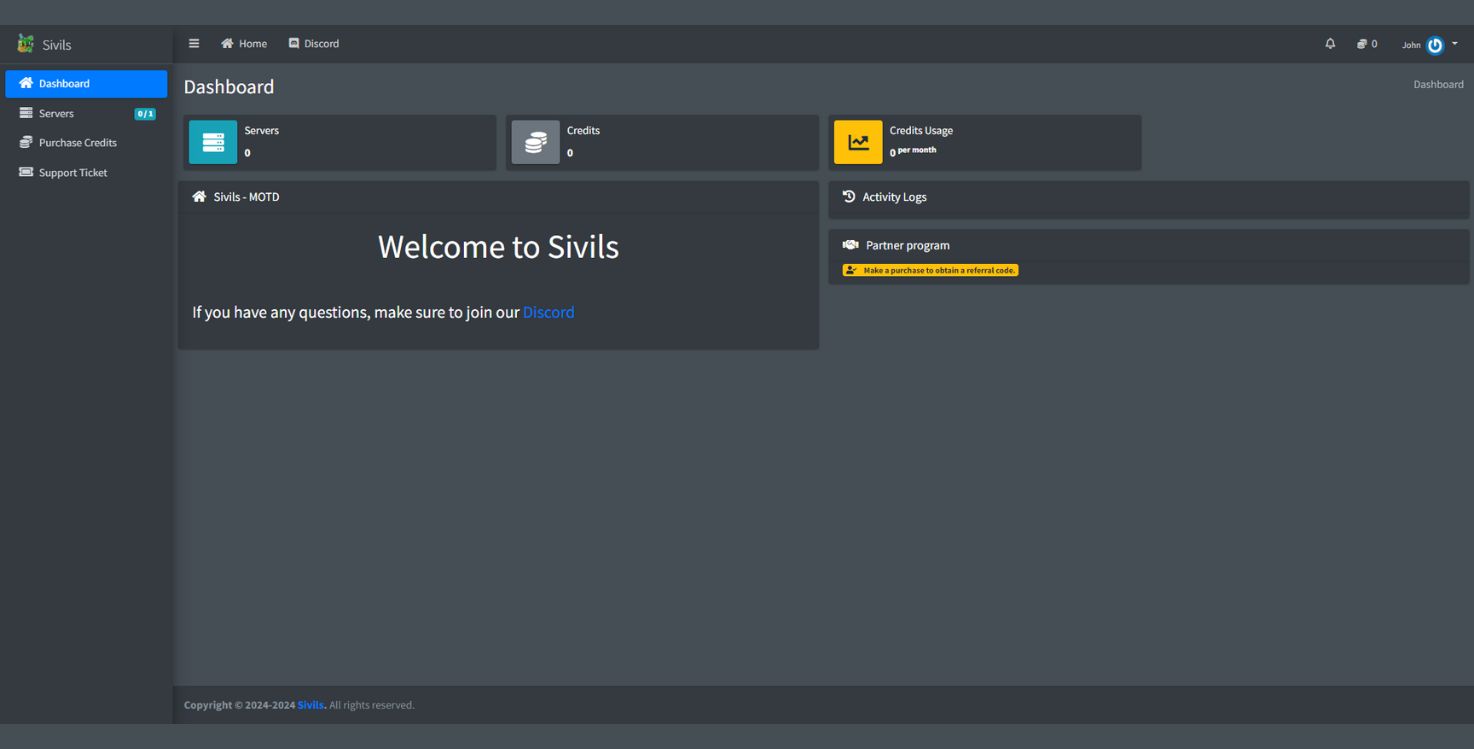 Sivils
Home
Discord
0
John
Dashboard
Servers
0/1
Purchase Credits
Support Ticket
Dashboard
Dashboard
Servers
0
Credits
0
Credits Usage
0 per month
Sivils - MOTD
Welcome to Sivils
If you have any questions, make sure to join our Discord
Activity Logs
Partner program
Make a purchase to obtain a referral code.
Copyright © 2024-2024 Sivils. All rights reserved.